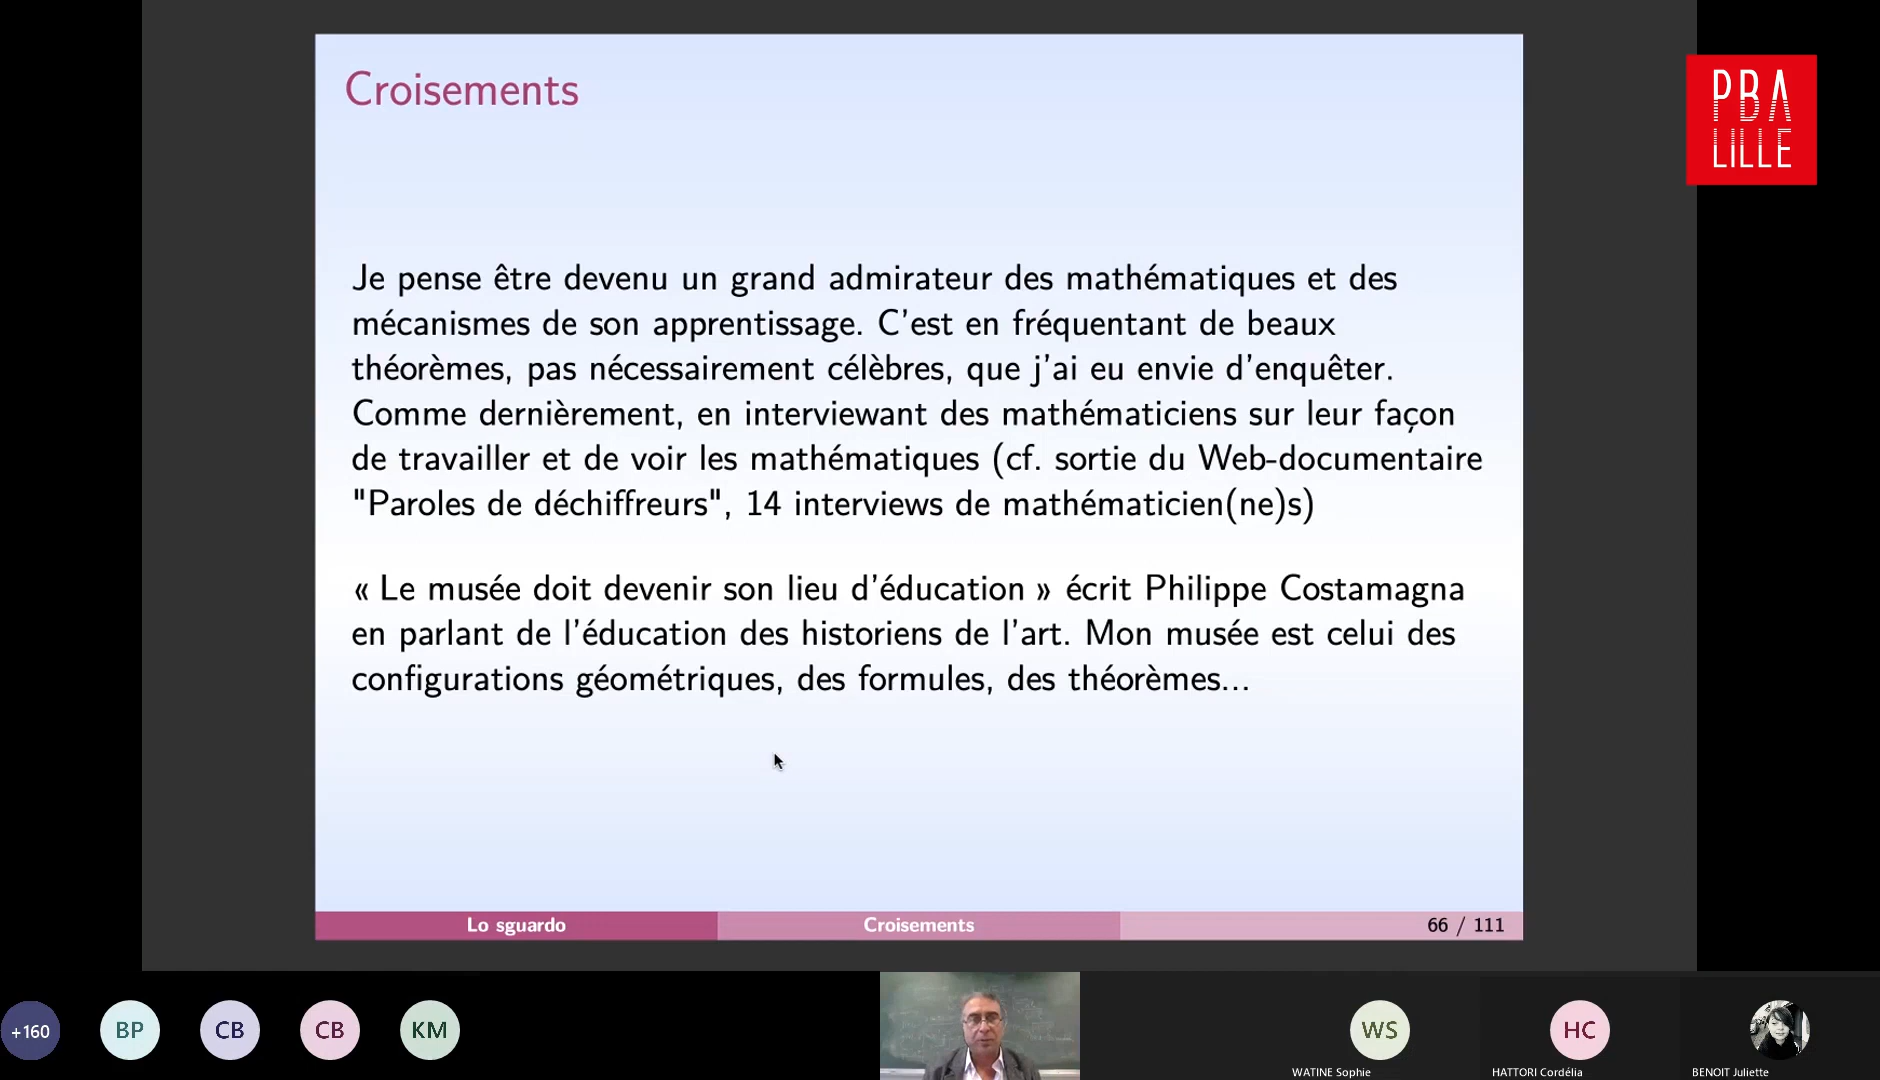 Croisements
PBA
LILLE
Je pense être devenu un grand admirateur des mathématiques et des
mécanismes de son apprentissage. C'est en fréquentant de beaux
théorèmes, pas nécessairement célèbres, que j'ai eu envie d'enquêter.
Comme dernièrement, en interviewant des mathématiciens sur leur façon
de travailler et de voir les mathématiques (cf. sortie du Web-documentaire
"Paroles de déchiffreurs", 14 interviews de mathématicien(ne)s)
« Le musée doit devenir son lieu d'éducation » écrit Philippe Costamagna
en parlant de l'éducation des historiens de l'art. Mon musée est celui des
configurations géométriques, des formules, des théorèmes...
Lo sguardo Croisements 66 / 111
+160 BP CB CB KM WS HC
WATINE Sophie HATTORI Cordélia BENOIT Juliette